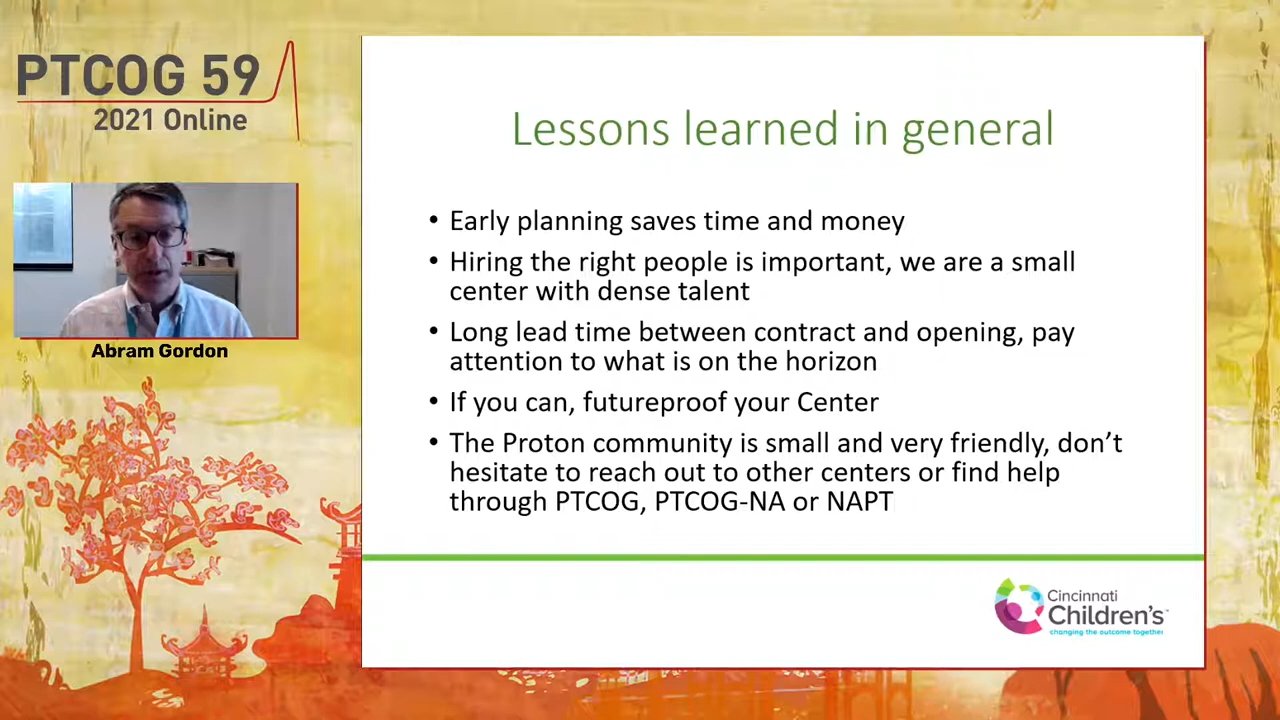 PTCOG 59
2021 Online
Abram Gordon
Lessons learned in general
• Early planning saves time and money
• Hiring the right people is important, we are a small
center with dense talent
• Long lead time between contract and opening, pay
attention to what is on the horizon
• If you can, futureproof your Center
• The Proton community is small and very friendly, don’t
hesitate to reach out to other centers or find help
through PTCOG, PTCOG-NA or NAPT
Cincinnati
Children's™
changing the outcome together